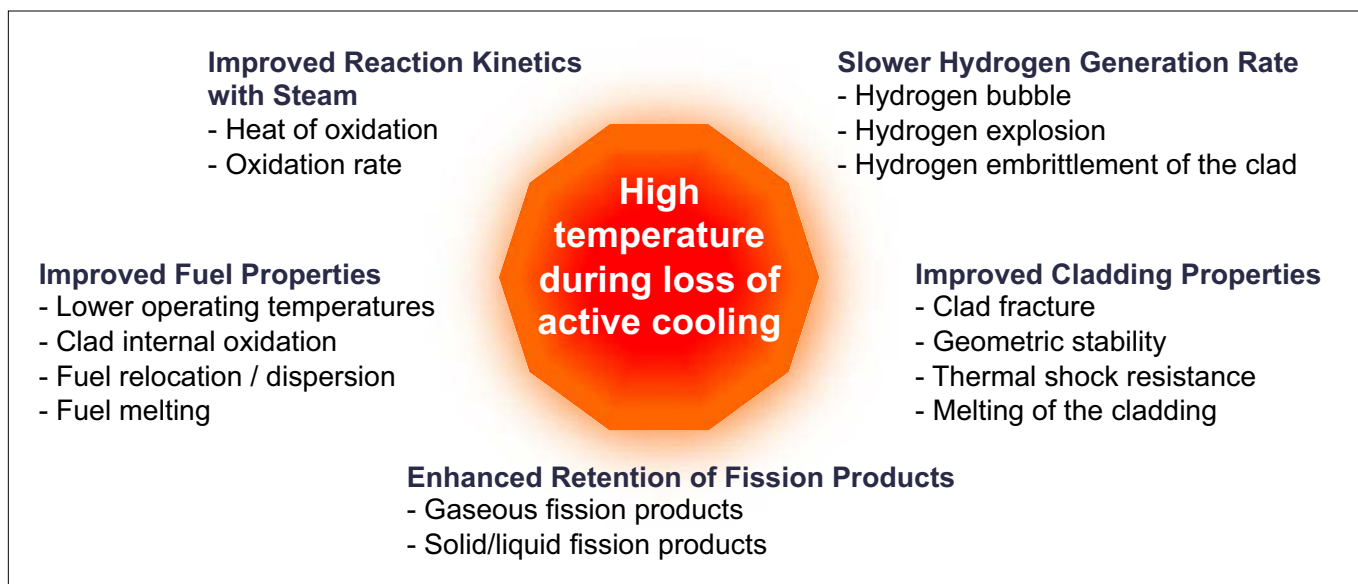 Improved Reaction Kinetics
with Steam
- Heat of oxidation
- Oxidation rate
Slower Hydrogen Generation Rate
- Hydrogen bubble
- Hydrogen explosion
- Hydrogen embrittlement of the clad
High
temperature
during loss of
active cooling
Improved Fuel Properties
- Lower operating temperatures
- Clad internal oxidation
- Fuel relocation / dispersion
- Fuel melting
Improved Cladding Properties
- Clad fracture
- Geometric stability
- Thermal shock resistance
- Melting of the cladding
Enhanced Retention of Fission Products
- Gaseous fission products
- Solid/liquid fission products